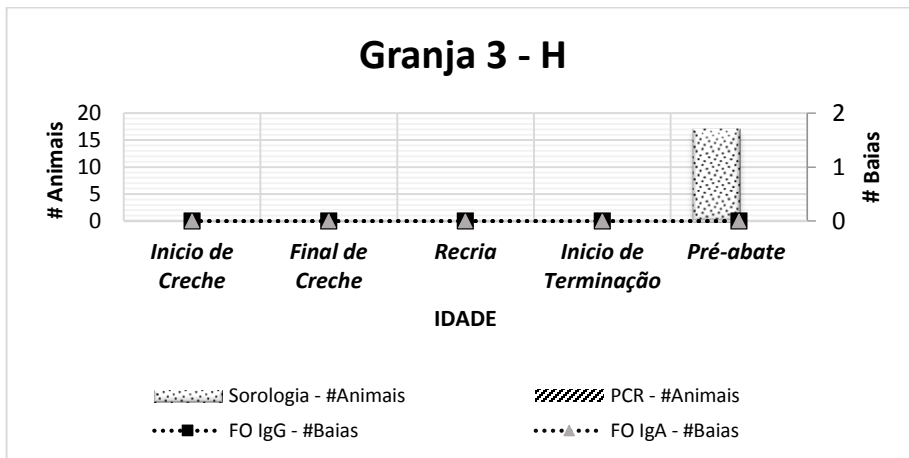 Granja 3 - H
# Animais
20
15
10
5
0
2
1
0
# Baias
Inicio de Creche
Final de Creche
Recria
Inicio de Terminação
Pré-abate
IDADE
Sorologia - #Animais
PCR - #Animais
FO IgG - #Baias
FO IgA - #Baias